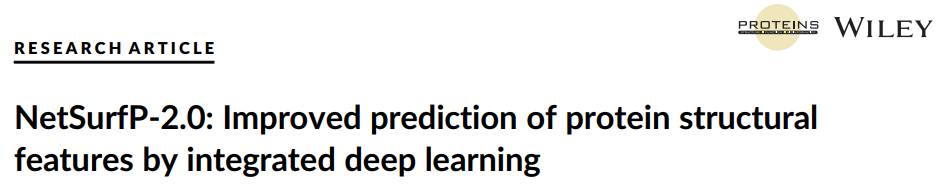 PROTEINS WILEY
RESEARCH ARTICLE
NetSurfP-2.0: Improved prediction of protein structural
features by integrated deep learning